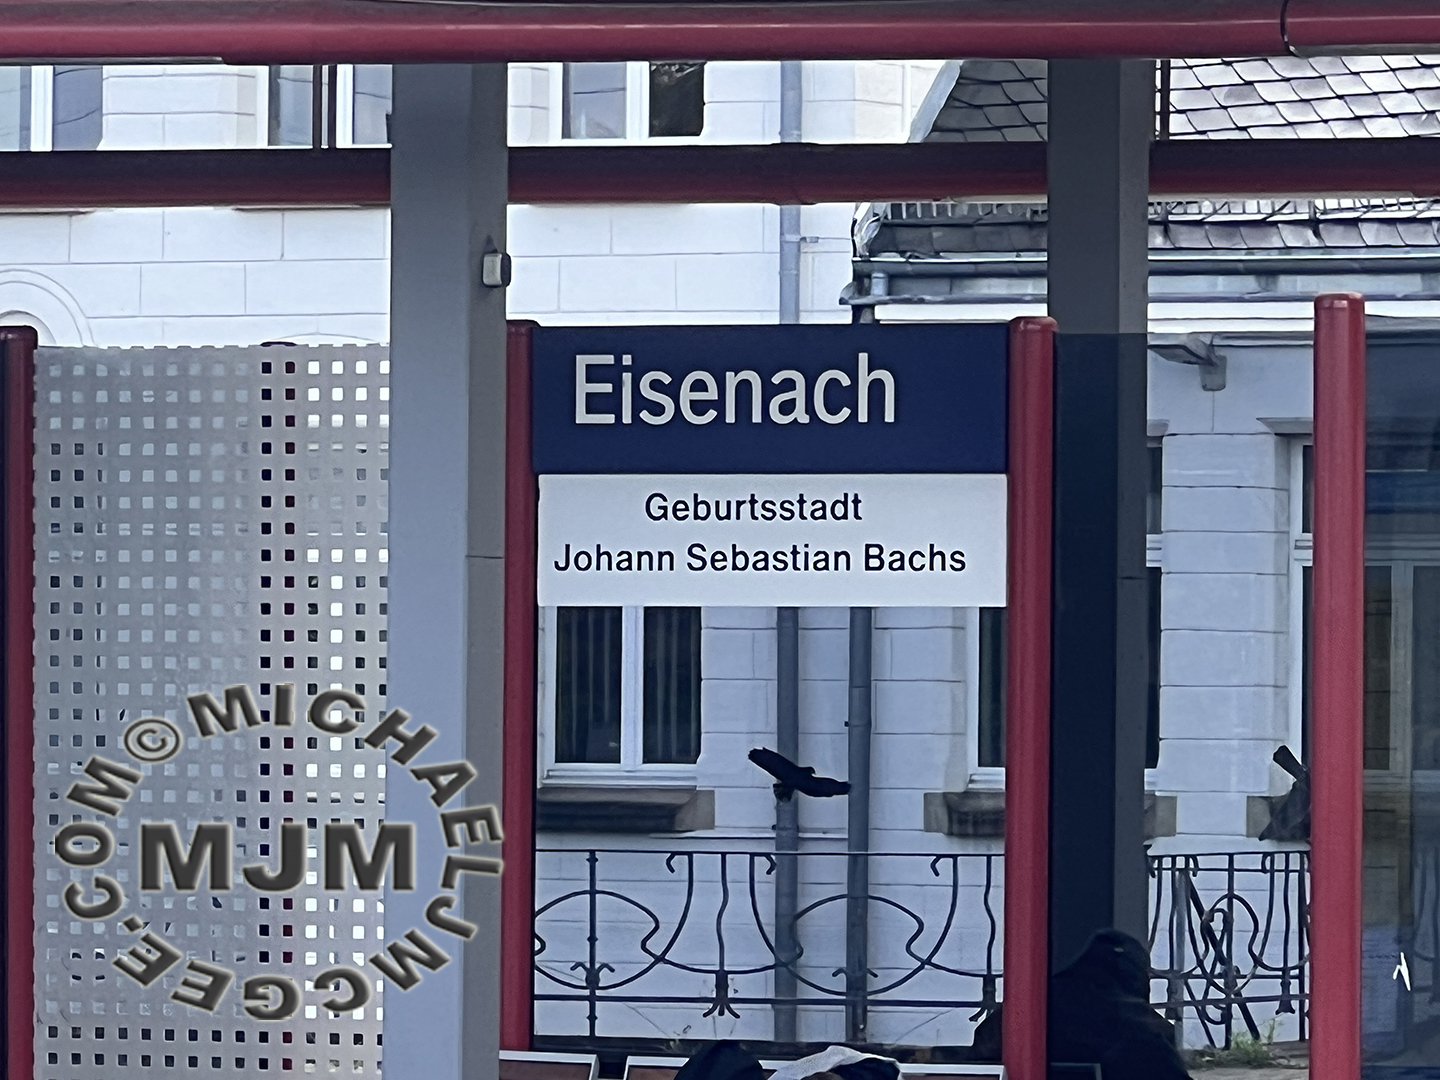 Eisenach
Geburtsstadt
Johann Sebastian Bachs
© MICHAELJMCGEE.COM
MJM